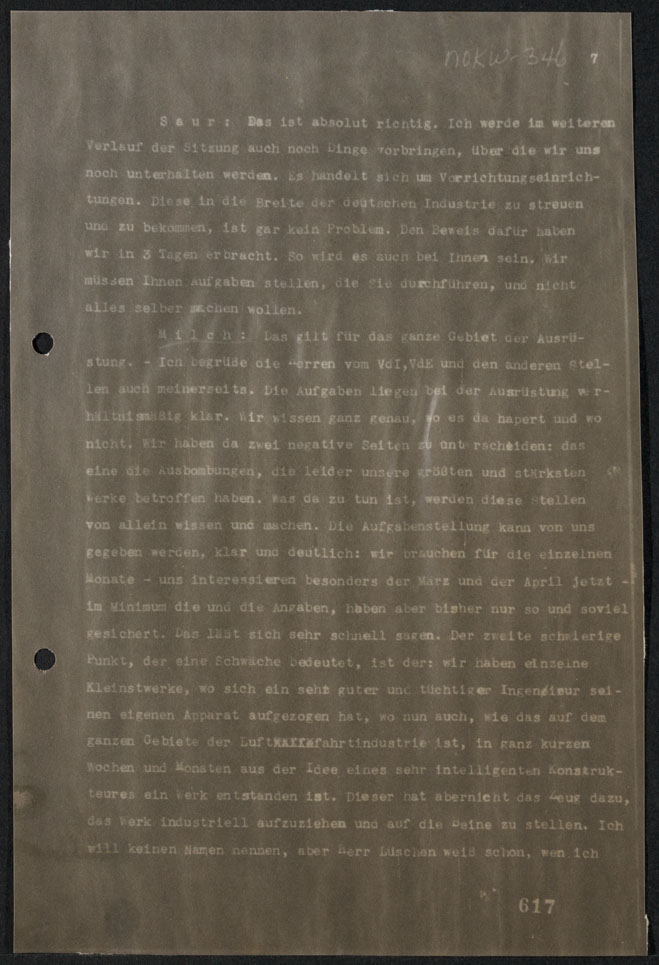 NOKW-346 7
Saur: Das ist absolut richtig. Ich werde im weiteren
Verlauf der Sitzung auch noch Dinge vorbringen, über die wir uns
noch unterhalten werden. Es handelt sich um Vorrichtungseinrich-
tungen. Diese in die Breite der deutschen Industrie zu streuen
und zu bekommen, ist gar kein Problem. Den Beweis dafür haben
wir in 3 Tagen erbracht. So wird es auch bei Ihnen sein. Wir
müssen Ihnen Aufgaben stellen, die Sie durchführen, und nicht
alles selber machen wollen.
Milch: Das gilt für das ganze Gebiet der Ausrü-
stung. - Ich begrüße die Herren vom VdI, VdE und den anderen Stel-
len auch meinerseits. Die Aufgaben liegen bei der Ausrüstung ver-
hältnismäßig klar. Wir wissen ganz genau, wo es da hapert und wo
nicht. Wir haben da zwei negative Seiten zu unterscheiden: das
eine die Ausbombungen, die leider unsere größten und stärksten
Werke betroffen haben. Was da zu tun ist, werden diese Stellen
von allein wissen und machen. Die Aufgabenstellung kann von uns
gegeben werden, klar und deutlich: wir brauchen für die einzelnen
Monate - uns interessieren besonders der März und der April jetzt -
im Minimum die und die Angaben, haben aber bisher nur so und soviel
gesichert. Das läßt sich sehr schnell sagen. Der zweite schwierige
Punkt, der eine Schwäche bedeutet, ist der: wir haben einzelne
Kleinstwerke, wo sich ein sehr guter und tüchtiger Ingenieur sei-
nen eigenen Apparat aufgezogen hat, wo nun auch, wie das auf dem
ganzen Gebiete der Luftfahrtindustrie ist, in ganz kurzen
Wochen und Monaten aus der Idee eines sehr intelligenten Konstruk-
teures ein Werk entstanden ist. Dieser hat abernicht das Zeug dazu,
das Werk industriell aufzuziehen und auf die Beine zu stellen. Ich
will keinen Namen nennen, aber Herr Lüschen weiß schon, wen ich
617